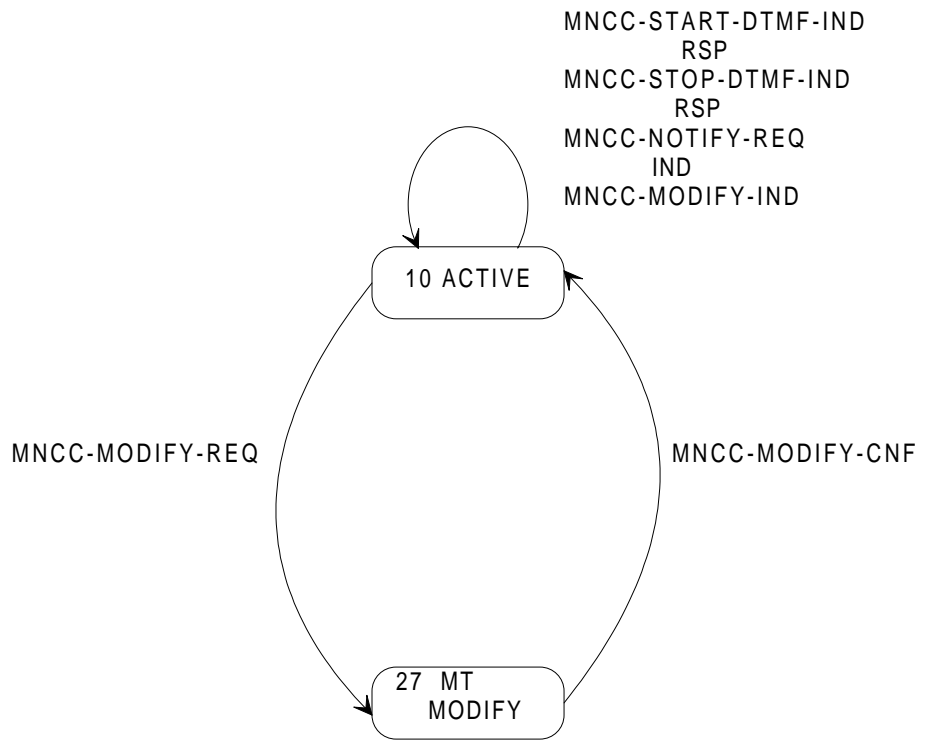 MNCC-START-DTMF-IND
RSP
MNCC-STOP-DTMF-IND
RSP
MNCC-NOTIFY-REQ
IND
MNCC-MODIFY-IND
10 ACTIVE
MNCC-MODIFY-REQ
MNCC-MODIFY-CNF
27 MT
MODIFY